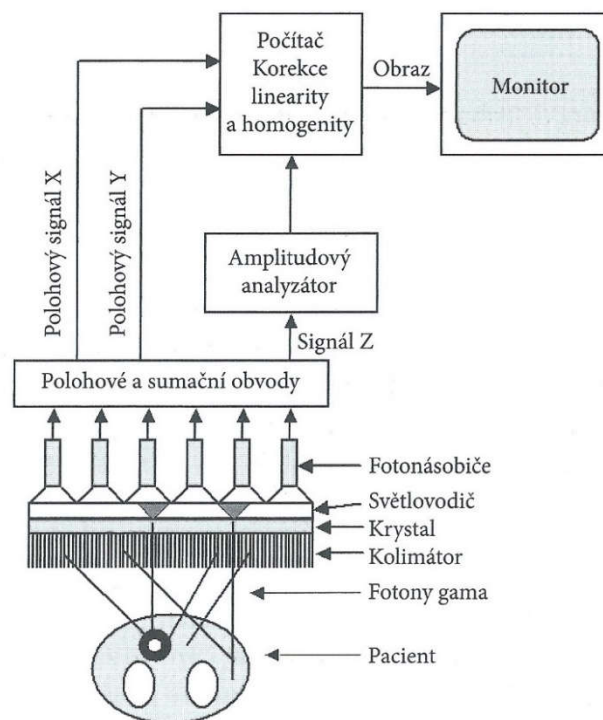 Počítač
Korekce
linearity
a homogenity
Obraz
Monitor
Polohový signál X
Polohový signál Y
Amplitudový
analyzátor
Signál Z
Polohové a sumační obvody
Fotonásobiče
Světlovodič
Krystal
Kolimátor
Fotony gama
Pacient